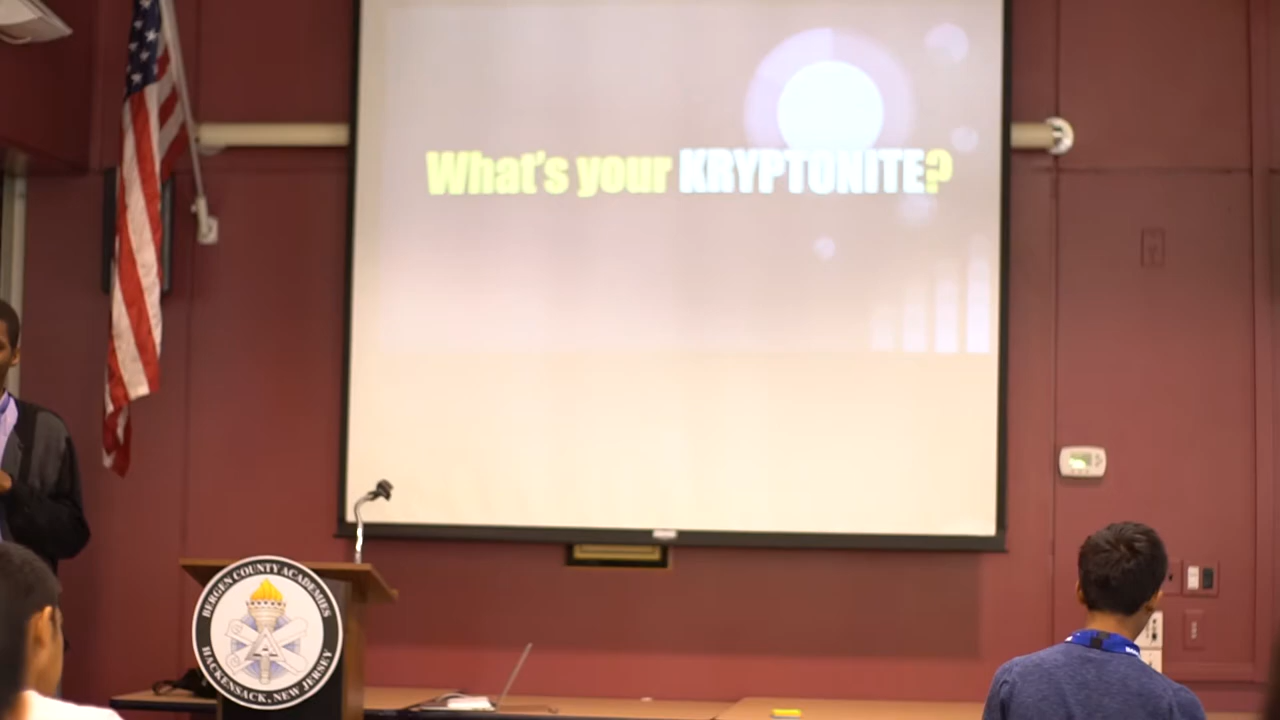 What's your KRYPTONITE?
BERGEN COUNTY ACADEMIES
A
HACKENSACK, NEW JERSEY